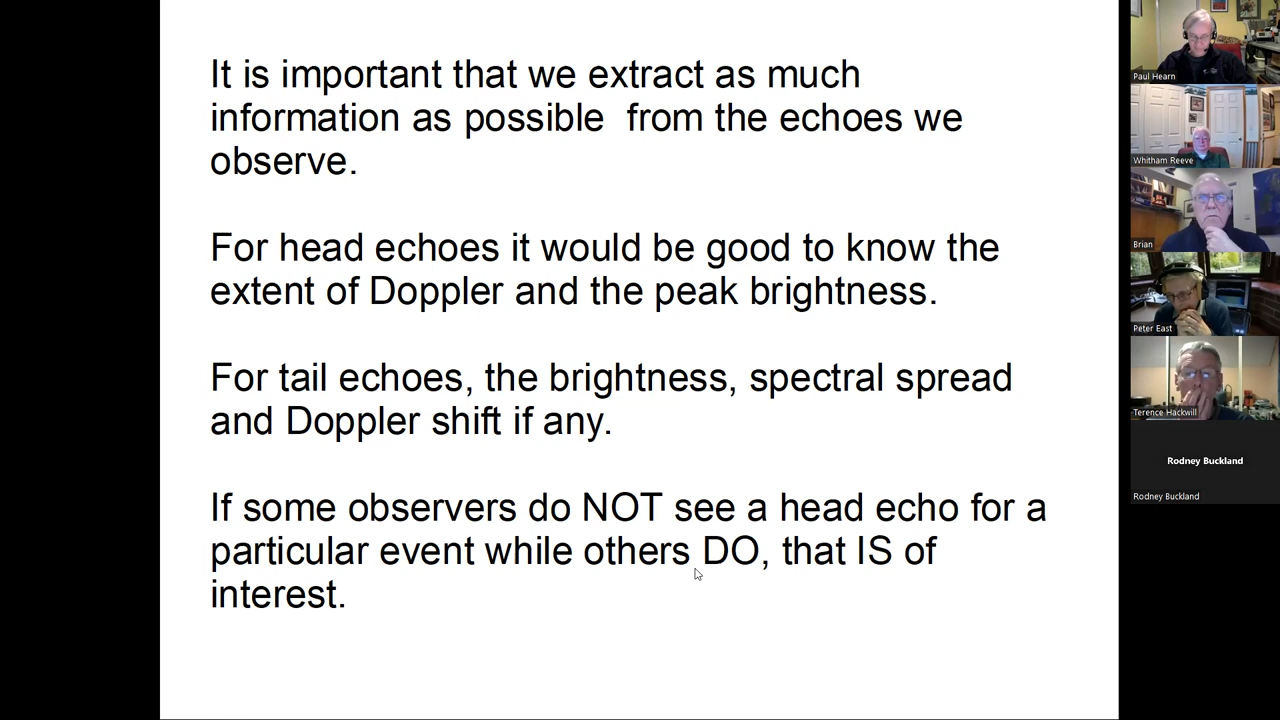 It is important that we extract as much
information as possible  from the echoes we
observe.
For head echoes it would be good to know the
extent of Doppler and the peak brightness.
For tail echoes, the brightness, spectral spread
and Doppler shift if any.
If some observers do NOT see a head echo for a
particular event while others DO, that IS of
interest.
Paul Hearn
Whitham Reeve
Brian
Peter East
Terence Hackwill
Rodney Buckland
Rodney Buckland